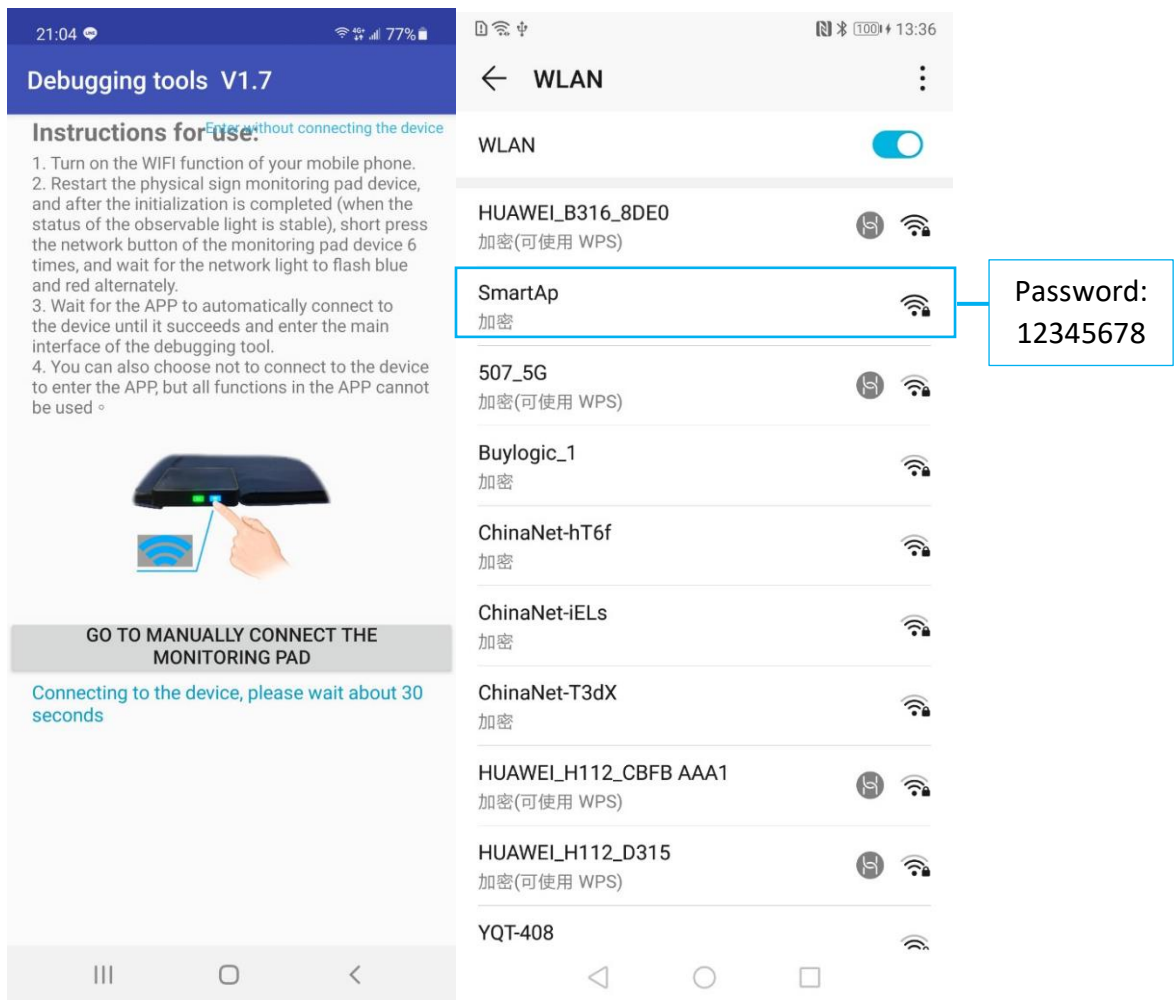 21:04
4G+
77%
Debugging tools V1.7
Instructions for use:
Enter without connecting the device
1. Turn on the WIFI function of your mobile phone.
2. Restart the physical sign monitoring pad device,
and after the initialization is completed (when the
status of the observable light is stable), short press
the network button of the monitoring pad device 6
times, and wait for the network light to flash blue
and red alternately.
3. Wait for the APP to automatically connect to
the device until it succeeds and enter the main
interface of the debugging tool.
4. You can also choose not to connect to the device
to enter the APP, but all functions in the APP cannot
be used。
GO TO MANUALLY CONNECT THE
MONITORING PAD
Connecting to the device, please wait about 30
seconds
100
13:36
WLAN
WLAN
HUAWEI_B316_8DE0
加密(可使用 WPS)
SmartAp
加密
507_5G
加密(可使用 WPS)
Buylogic_1
加密
ChinaNet-hT6f
加密
ChinaNet-iELs
加密
ChinaNet-T3dX
加密
HUAWEI_H112_CBFB AAA1
加密(可使用 WPS)
HUAWEI_H112_D315
加密(可使用 WPS)
YQT-408
Password:
12345678